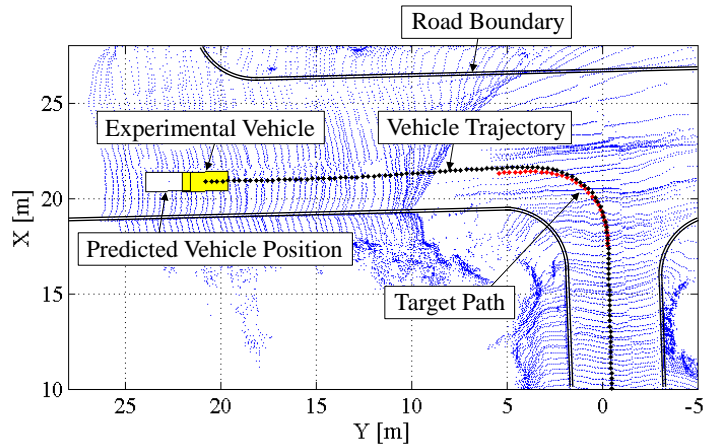 Road Boundary
Experimental Vehicle
Vehicle Trajectory
Predicted Vehicle Position
Target Path
X [m]
25
20
15
10
25
20
15
10
5
0
-5
Y [m]